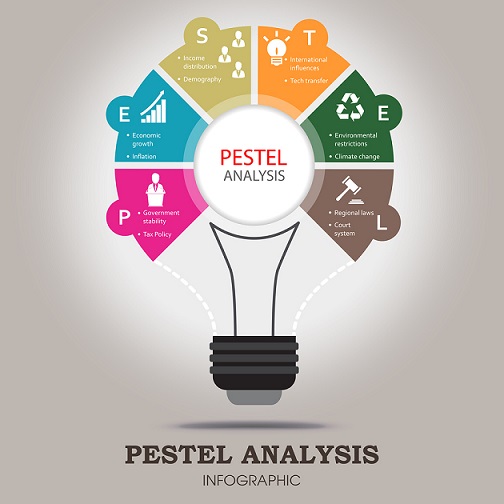 S
• Income
distribution
• Demography
T
• International
influences
• Tech transfer
E
• Economic
growth
• Inflation
E
• Environmental
restrictions
• Climate change
PESTEL
ANALYSIS
P
• Government
stability
• Tax Policy
L
• Regional laws
• Court
system
PESTEL ANALYSIS
INFOGRAPHIC